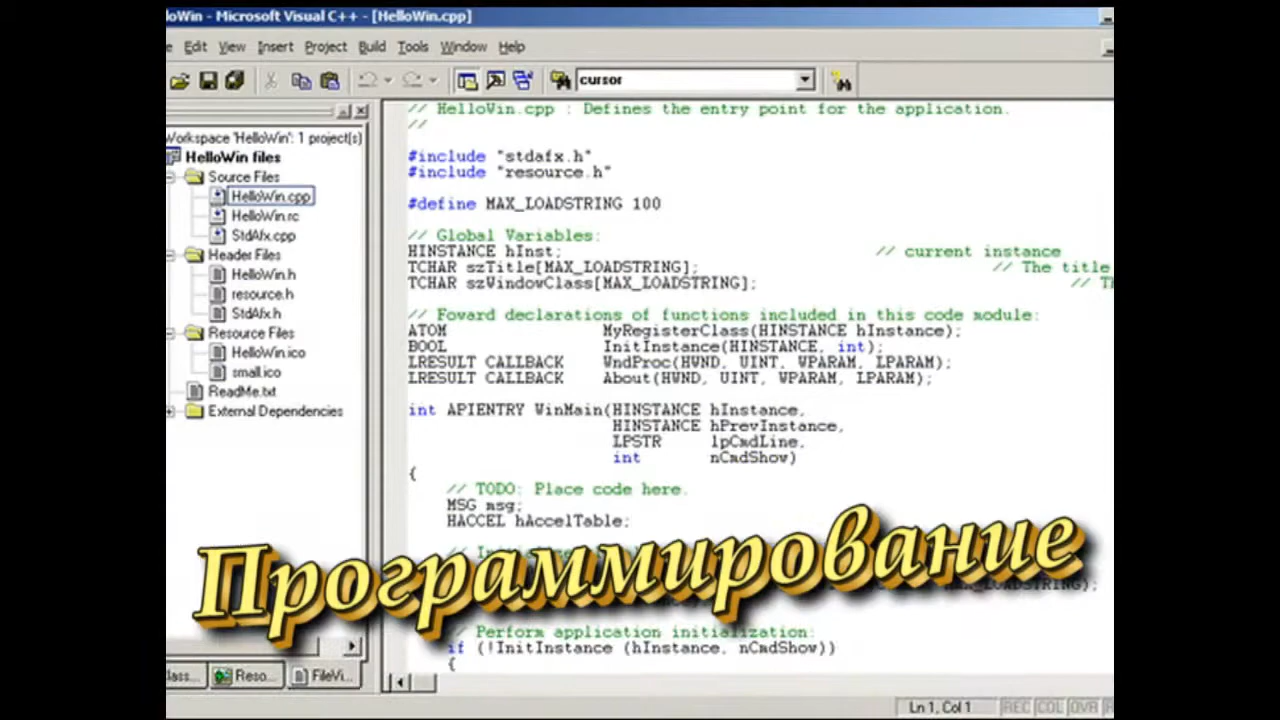 lloWin - Microsoft Visual C++ - [HelloWin.cpp]
Edit View Insert Project Build Tools Window Help
cursor
Workspace 'HelloWin': 1 project(s)
HelloWin files
Source Files
HelloWin.cpp
HelloWin.rc
StdAfx.cpp
Header Files
HelloWin.h
resource.h
StdAfx.h
Resource Files
HelloWin.ico
small.ico
ReadMe.txt
External Dependencies
lass... Reso... FileVi...
// HelloWin.cpp : Defines the entry point for the application.
//
#include "stdafx.h"
#include "resource.h"
#define MAX_LOADSTRING 100
// Global Variables:
HINSTANCE hInst; // current instance
TCHAR szTitle[MAX_LOADSTRING]; // The title
TCHAR szWindowClass[MAX_LOADSTRING]; // Th
// Foward declarations of functions included in this code module:
ATOM MyRegisterClass(HINSTANCE hInstance);
BOOL InitInstance(HINSTANCE, int);
LRESULT CALLBACK WndProc(HWND, UINT, WPARAM, LPARAM);
LRESULT CALLBACK About(HWND, UINT, WPARAM, LPARAM);
int APIENTRY WinMain(HINSTANCE hInstance,
HINSTANCE hPrevInstance,
LPSTR lpCmdLine,
int nCmdShow)
{
// TODO: Place code here.
MSG msg;
HACCEL hAccelTable;
//
Программирование
// Perform application initialization:
if (!InitInstance (hInstance, nCmdShow))
{
Ln 1, Col 1 REC COL OVR